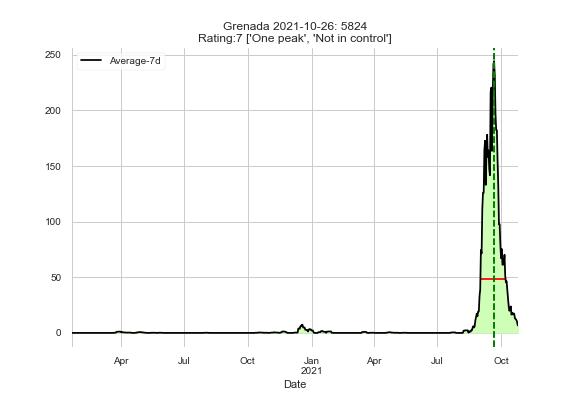 Grenada 2021-10-26: 5824
Rating:7 ['One peak', 'Not in control']
250
Average-7d
200
150
100
50
0
Apr Jul Oct Jan Apr Jul Oct
2021
Date